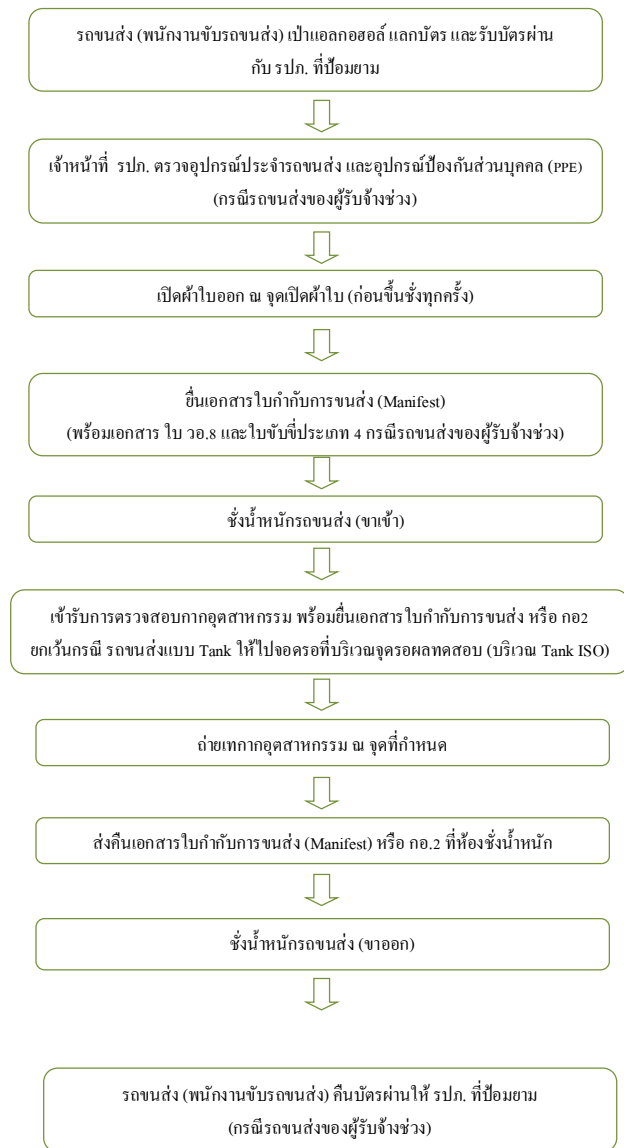 รถขนส่ง (พนักงานขับรถขนส่ง) เป่าแอลกอฮอล์ แลกบัตร และรับบัตรผ่าน
กับ รปภ. ที่ป้อมยาม
เจ้าหน้าที่ รปภ. ตรวจอุปกรณ์ประจำรถขนส่ง และอุปกรณ์ป้องกันส่วนบุคคล (PPE)
(กรณีรถขนส่งของผู้รับจ้างช่วง)
เปิดผ้าใบออก ณ จุดเปิดผ้าใบ (ก่อนขึ้นชั่งทุกครั้ง)
ยื่นเอกสารใบกำกับการขนส่ง (Manifest)
(พร้อมเอกสาร ใบ วอ.8 และใบขับขี่ประเภท 4 กรณีรถขนส่งของผู้รับจ้างช่วง)
ชั่งน้ำหนักรถขนส่ง (ขาเข้า)
เข้ารับการตรวจสอบกากอุตสาหกรรม พร้อมยื่นเอกสารใบกำกับการขนส่ง หรือ กอ2
ยกเว้นกรณี รถขนส่งแบบ Tank ให้ไปจอดรอที่บริเวณจุดรอผลทดสอบ (บริเวณ Tank ISO)
ถ่ายเทกากอุตสาหกรรม ณ จุดที่กำหนด
ส่งคืนเอกสารใบกำกับการขนส่ง (Manifest) หรือ กอ.2 ที่ห้องชั่งน้ำหนัก
ชั่งน้ำหนักรถขนส่ง (ขาออก)
รถขนส่ง (พนักงานขับรถขนส่ง) คืนบัตรผ่านให้ รปภ. ที่ป้อมยาม
(กรณีรถขนส่งของผู้รับจ้างช่วง)